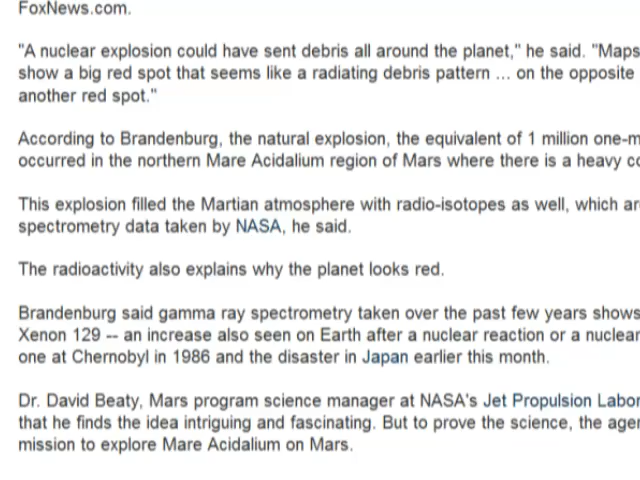 FoxNews.com.
"A nuclear explosion could have sent debris all around the planet," he said. "Maps
show a big red spot that seems like a radiating debris pattern ... on the opposite
another red spot."
According to Brandenburg, the natural explosion, the equivalent of 1 million one-m
occurred in the northern Mare Acidalium region of Mars where there is a heavy co
This explosion filled the Martian atmosphere with radio-isotopes as well, which ar
spectrometry data taken by NASA, he said.
The radioactivity also explains why the planet looks red.
Brandenburg said gamma ray spectrometry taken over the past few years shows
Xenon 129 -- an increase also seen on Earth after a nuclear reaction or a nuclear
one at Chernobyl in 1986 and the disaster in Japan earlier this month.
Dr. David Beaty, Mars program science manager at NASA's Jet Propulsion Labor
that he finds the idea intriguing and fascinating. But to prove the science, the agen
mission to explore Mare Acidalium on Mars.